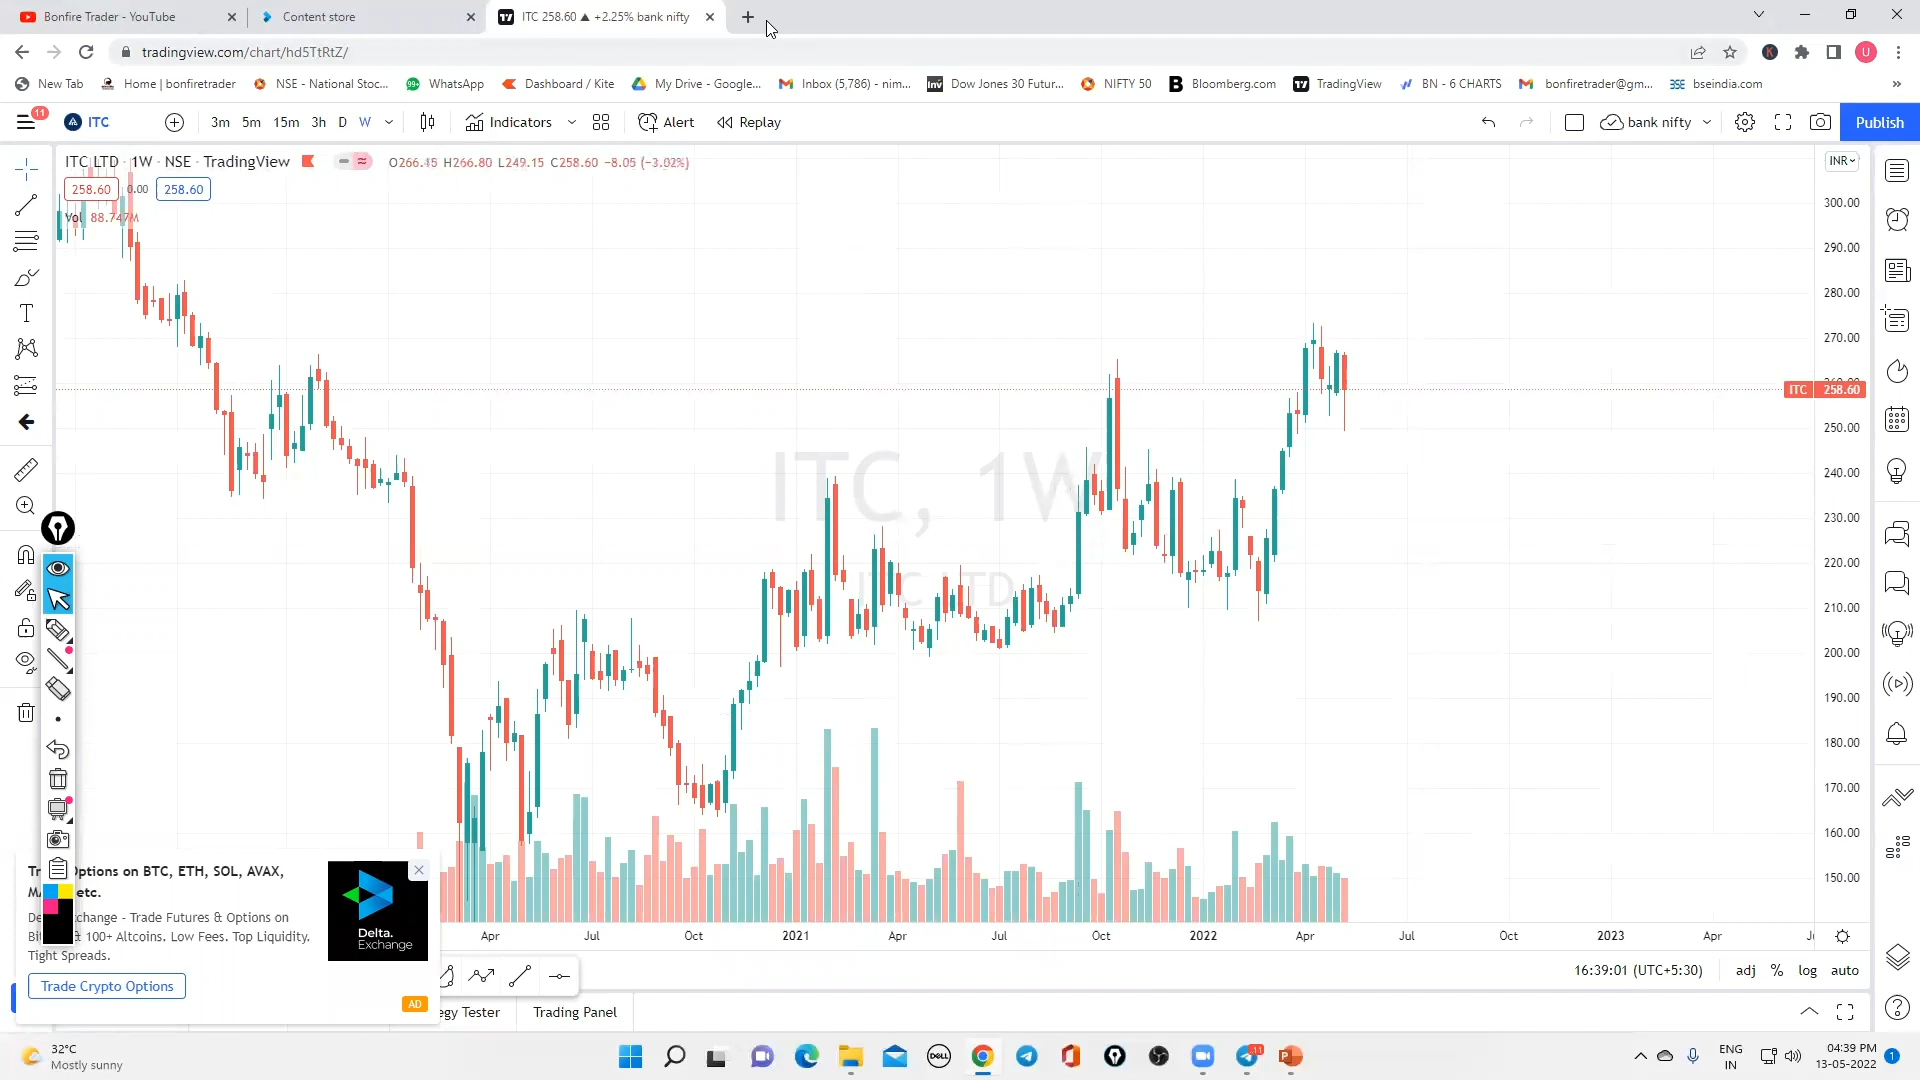 Bonfire Trader - YouTube
Content store
ITC 258.60 ▲ +2.25% bank nifty
tradingview.com/chart/hd5TtRtZ/
U
New Tab
Home | bonfiretrader
NSE - National Stoc...
WhatsApp
Dashboard / Kite
My Drive - Google...
Inbox (5,786) - nim...
Dow Jones 30 Futur...
NIFTY 50
Bloomberg.com
TradingView
BN - 6 CHARTS
bonfiretrader@gm...
bseindia.com
11
ITC
3m 5m 15m 3h D W
Indicators
Alert
Replay
bank nifty
Publish
ITC LTD · 1W · NSE · TradingView
O266.45 H266.80 L249.15 C258.60 −8.05 (−3.02%)
INR
258.60 0.00 258.60
Vol 88.747M
300.00
290.00
280.00
270.00
ITC 258.60
250.00
240.00
230.00
220.00
210.00
200.00
190.00
180.00
170.00
160.00
150.00
ITC, 1W
ITC LTD
Options on BTC, ETH, SOL, AVAX,
etc.
change - Trade Futures & Options on
100+ Altcoins. Low Fees. Top Liquidity.
Tight Spreads.
Trade Crypto Options
Delta.
Exchange
AD
Apr Jul Oct 2021 Apr Jul Oct 2022 Apr Jul Oct 2023 Apr
16:39:01 (UTC+5:30) adj % log auto
egy Tester
Trading Panel
32°C
Mostly sunny
DELL
11
ENG
IN
04:39 PM
13-05-2022
1